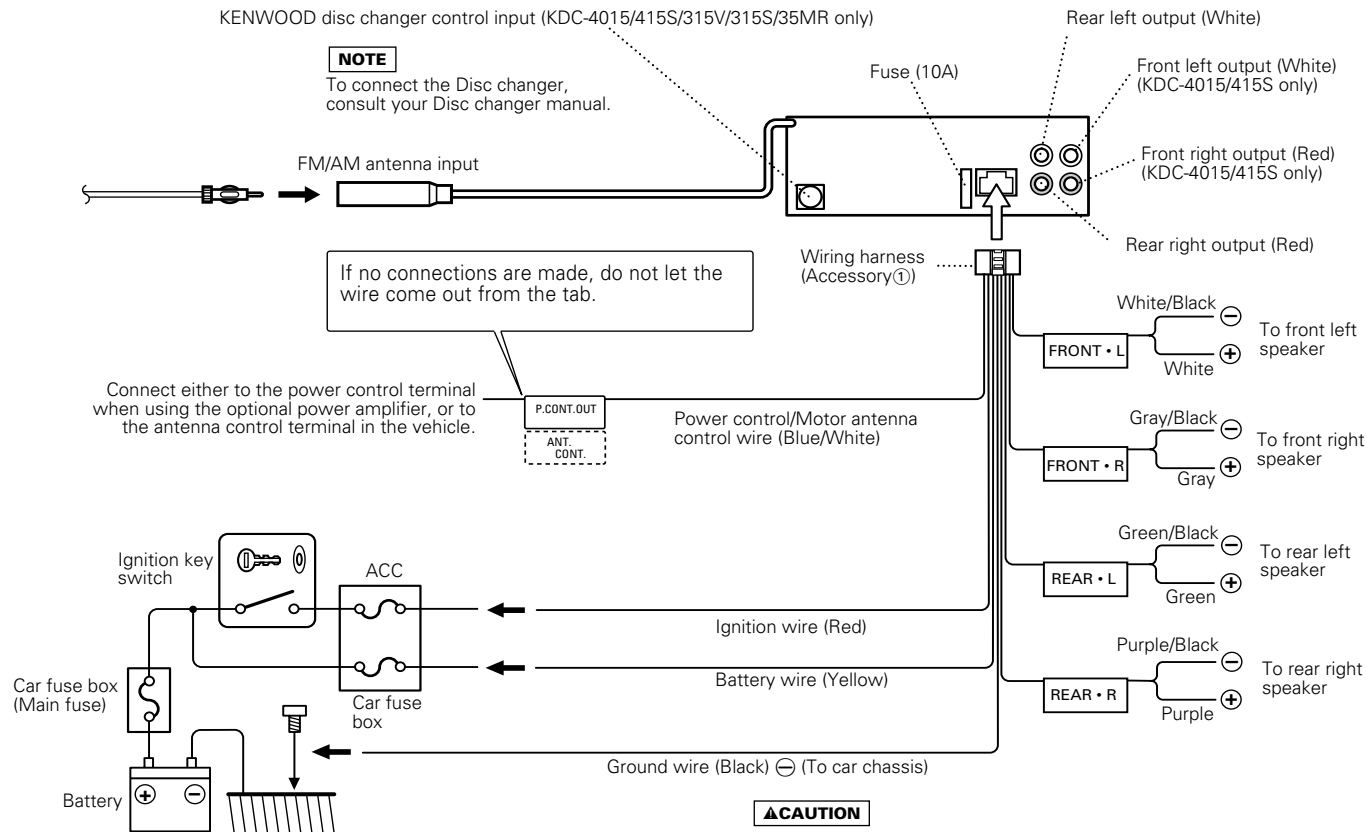 KENWOOD disc changer control input (KDC-4015/415S/315V/315S/35MR only)
Rear left output (White)
NOTE
To connect the Disc changer,
consult your Disc changer manual.
Fuse (10A)
Front left output (White)
(KDC-4015/415S only)
FM/AM antenna input
Front right output (Red)
(KDC-4015/415S only)
Rear right output (Red)
Wiring harness
(Accessory①)
If no connections are made, do not let the
wire come out from the tab.
White/Black
⊖
FRONT • L
To front left
speaker
White
⊕
Connect either to the power control terminal
when using the optional power amplifier, or to
the antenna control terminal in the vehicle.
P.CONT.OUT
ANT.
CONT.
Power control/Motor antenna
control wire (Blue/White)
Gray/Black
⊖
FRONT • R
To front right
speaker
Gray
⊕
Green/Black
⊖
REAR • L
To rear left
speaker
Green
⊕
Ignition key
switch
ACC
Ignition wire (Red)
Purple/Black
⊖
REAR • R
To rear right
speaker
Purple
⊕
Car fuse box
(Main fuse)
Car fuse
box
Battery wire (Yellow)
Ground wire (Black) ⊖ (To car chassis)
Battery
⊕
⊖
⚠CAUTION